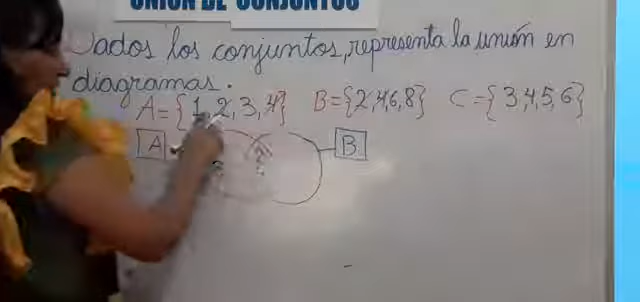 UNIÓN DE CONJUNTOS
Dados los conjuntos, representa la unión en
diagramas.
A={1,2,3,4} B={2,4,6,8} C={3,4,5,6}
A B